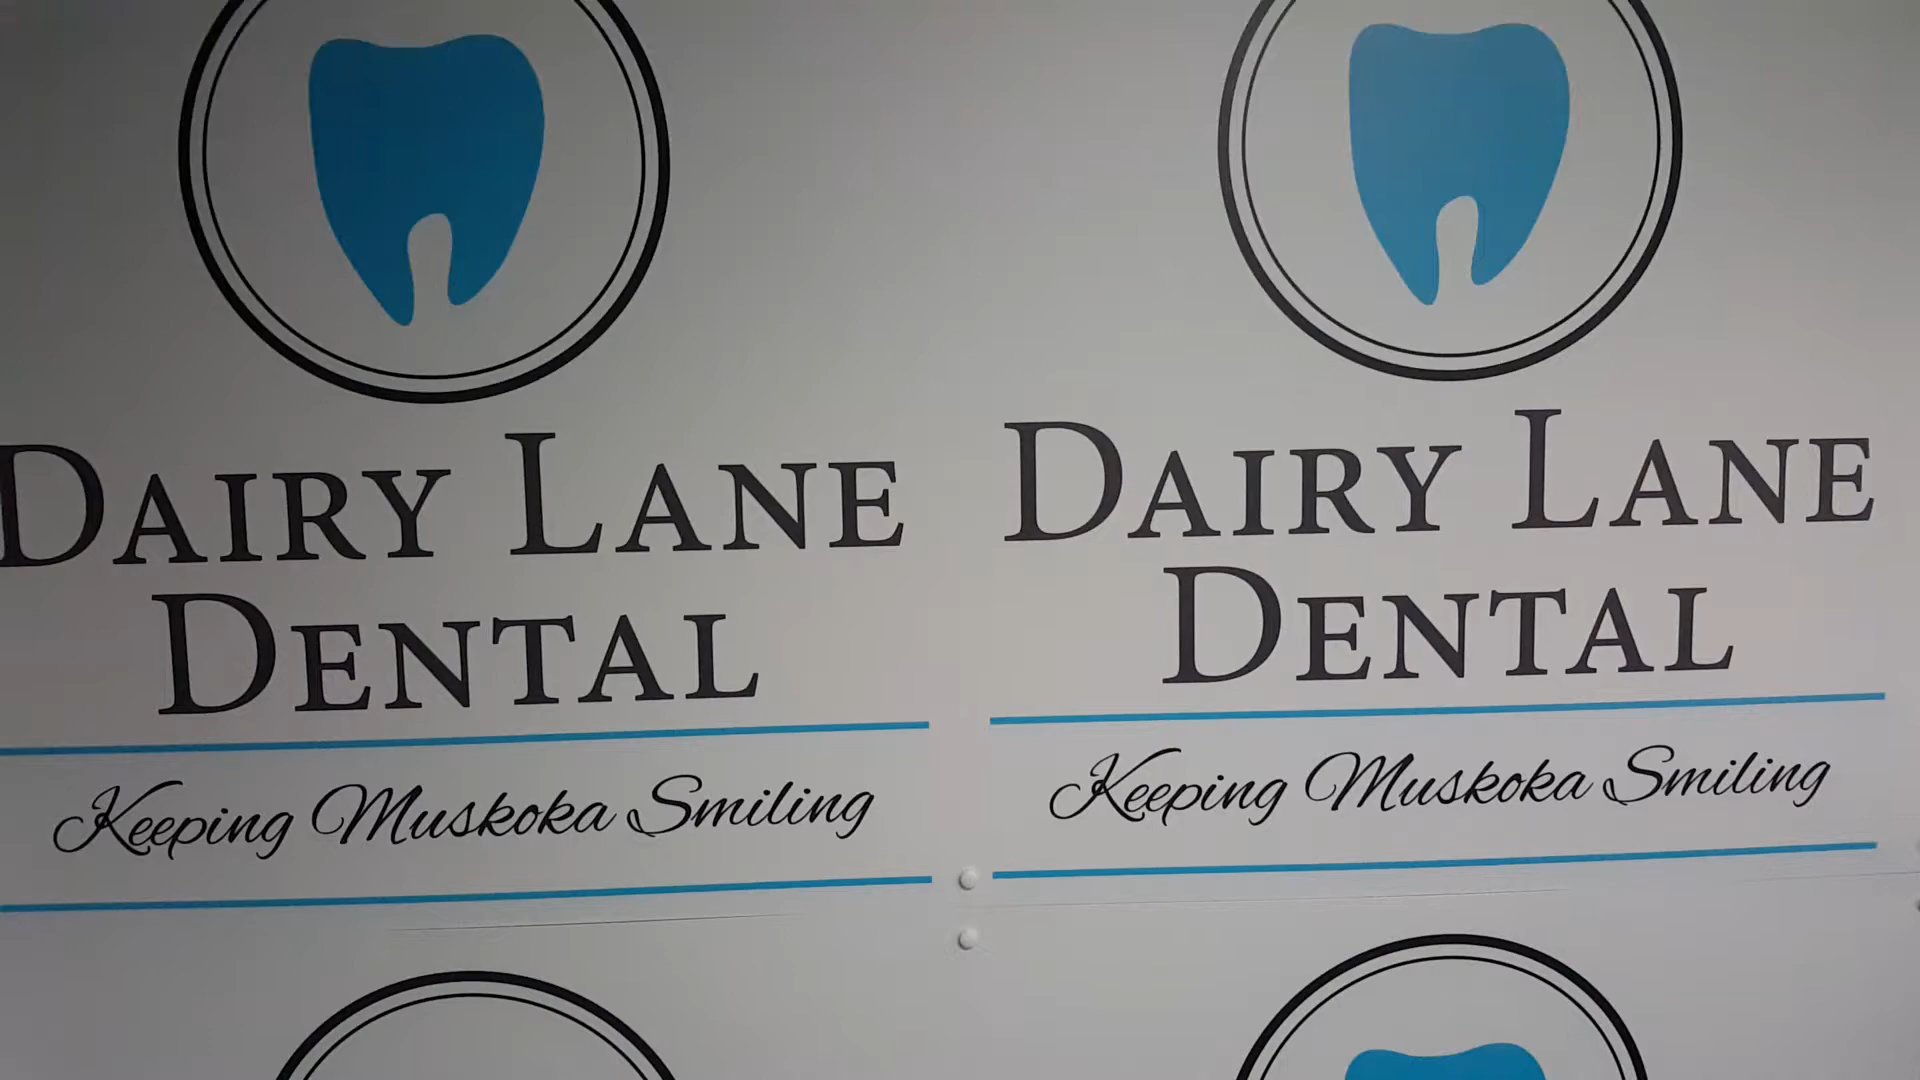 DAIRY LANE
DENTAL
Keeping Muskoka Smiling
DAIRY LANE
DENTAL
Keeping Muskoka Smiling